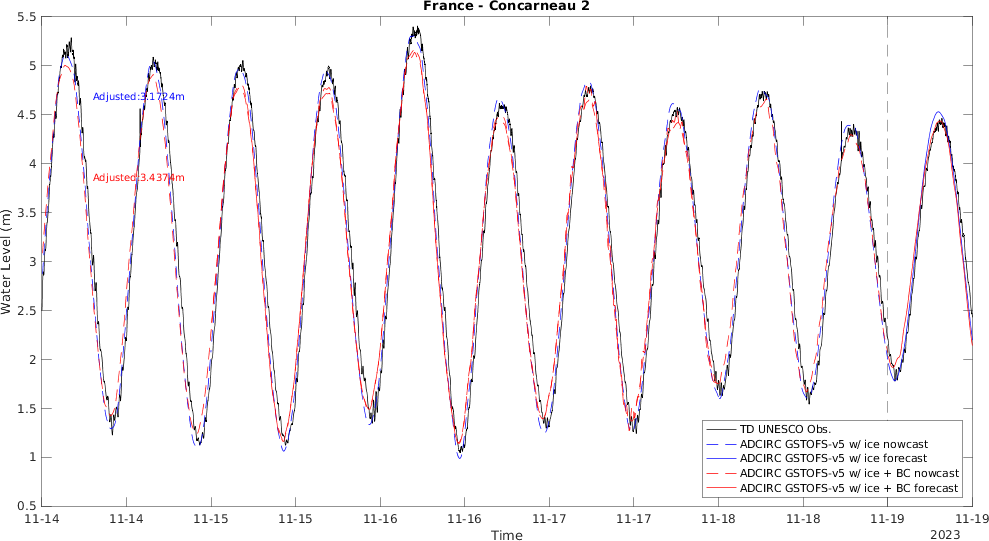 France - Concarneau 2
5.5
5
4.5
4
3.5
3
2.5
2
1.5
1
0.5
Water Level (m)
Adjusted:3.1724m
Adjusted:3.4374m
TD UNESCO Obs.
ADCIRC GSTOFS-v5 w/ ice nowcast
ADCIRC GSTOFS-v5 w/ ice forecast
ADCIRC GSTOFS-v5 w/ ice + BC nowcast
ADCIRC GSTOFS-v5 w/ ice + BC forecast
11-14 11-14 11-15 11-15 11-16 11-16 11-17 11-17 11-18 11-18 11-19 11-19
Time
2023